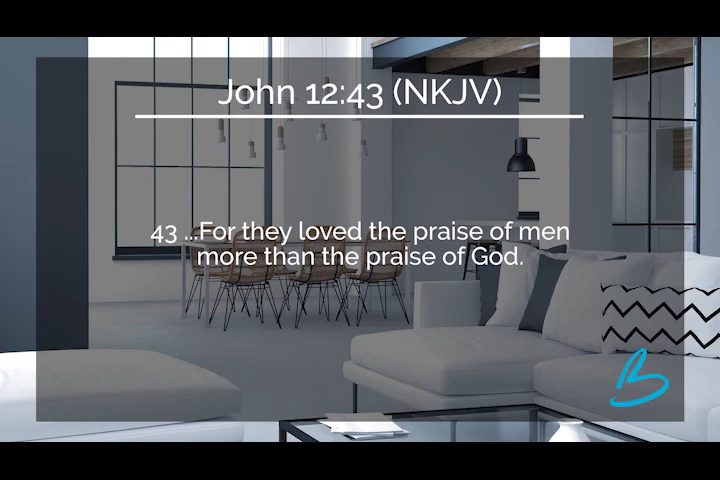 John 12:43 (NKJV)
43 ...For they loved the praise of men
more than the praise of God.